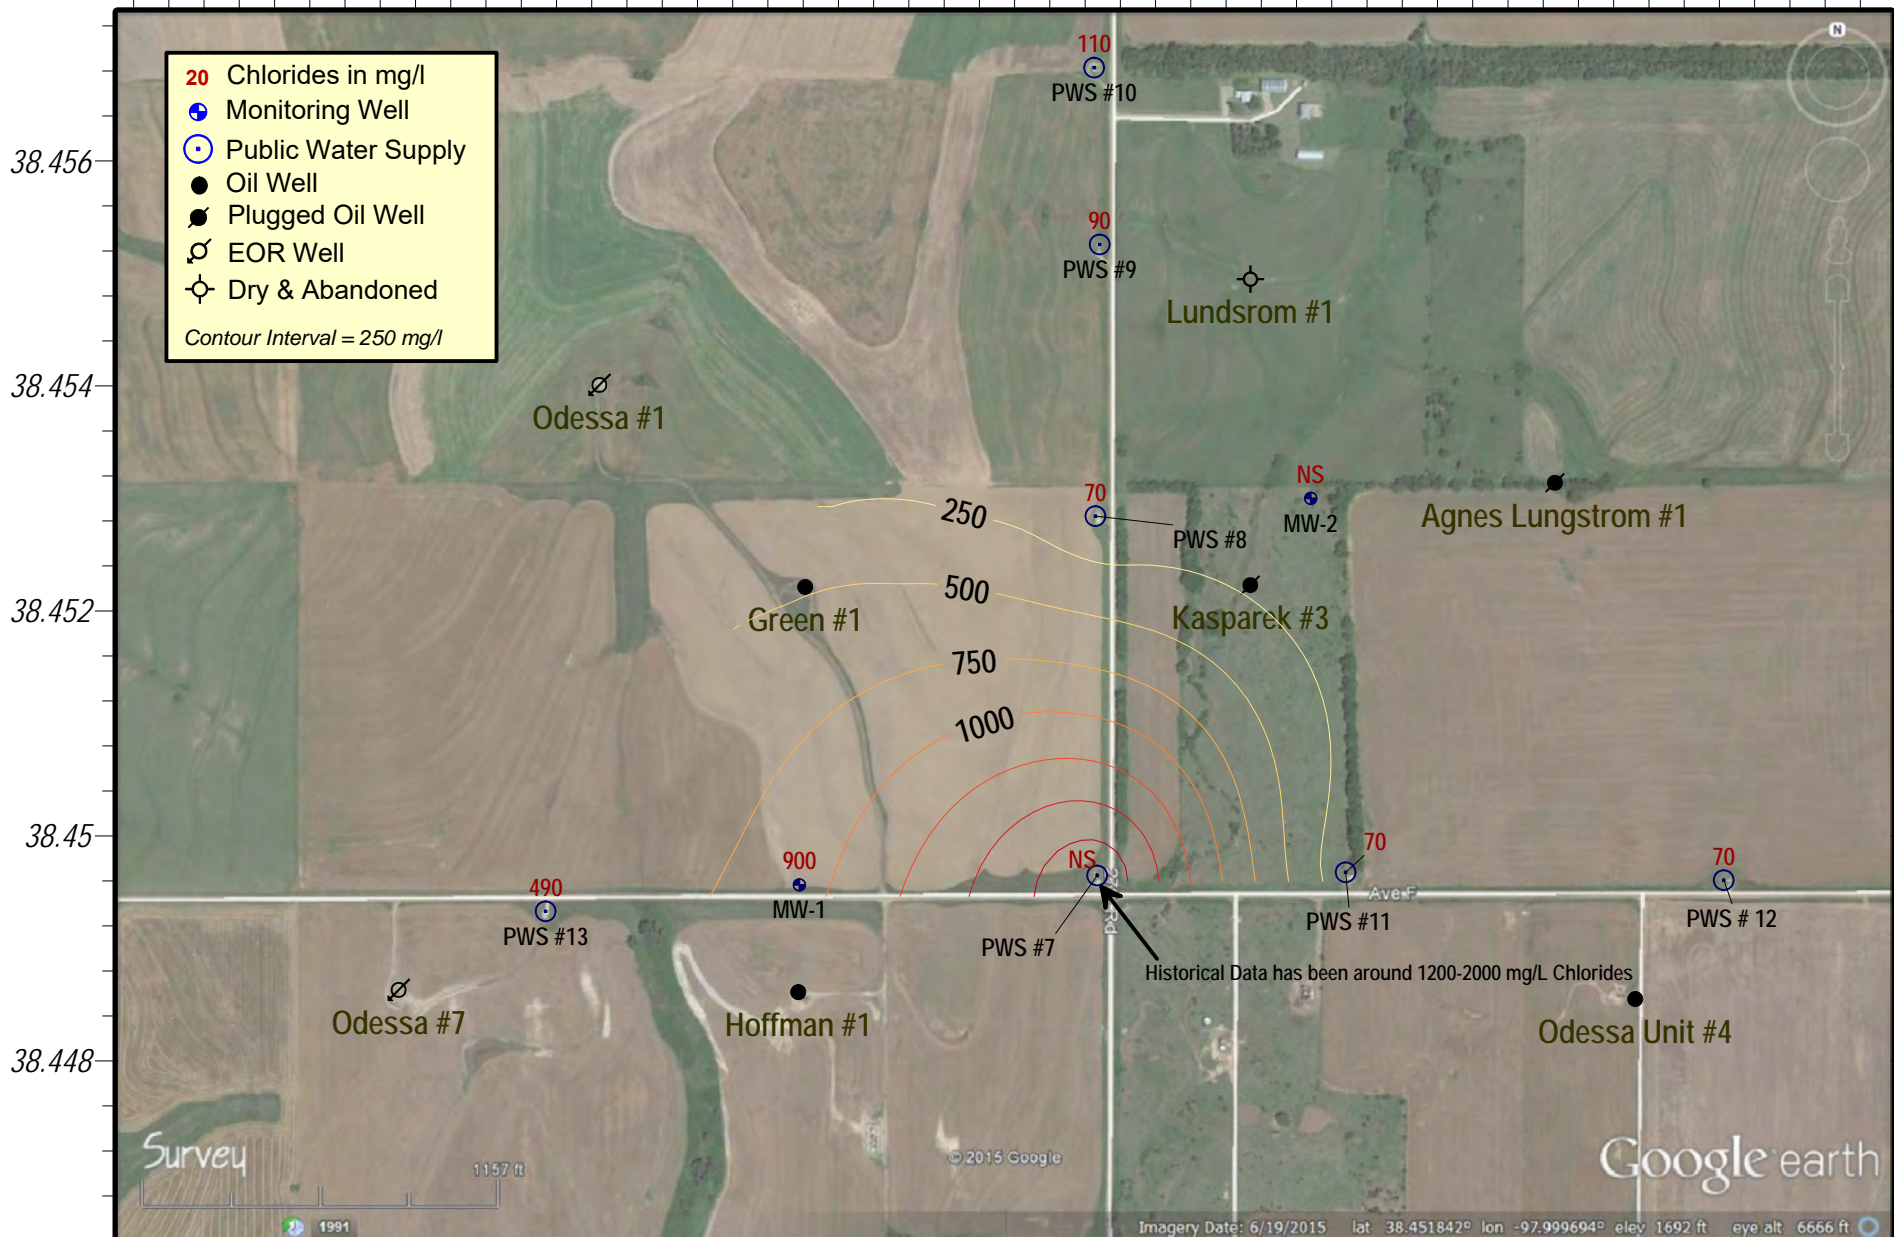 20 Chlorides in mg/l
Monitoring Well
Public Water Supply
Oil Well
Plugged Oil Well
EOR Well
Dry & Abandoned
Contour Interval = 250 mg/l
N
110
PWS #10
38.456
90
PWS #9
Lundsrom #1
38.454
Odessa #1
70
PWS #8
NS
MW-2
Agnes Lungstrom #1
250
500
38.452
Green #1
Kasparek #3
750
1000
38.45
900
MW-1
490
PWS #13
NS
PWS #7
27th Rd
70
PWS #11
Ave F
70
PWS # 12
Historical Data has been around 1200-2000 mg/L Chlorides
Odessa #7
Hoffman #1
Odessa Unit #4
38.448
Survey
1157 ft
© 2015 Google
Google earth
1991
Imagery Date: 6/19/2015 lat 38.451842° lon -97.999694° elev 1692 ft eye alt 6666 ft